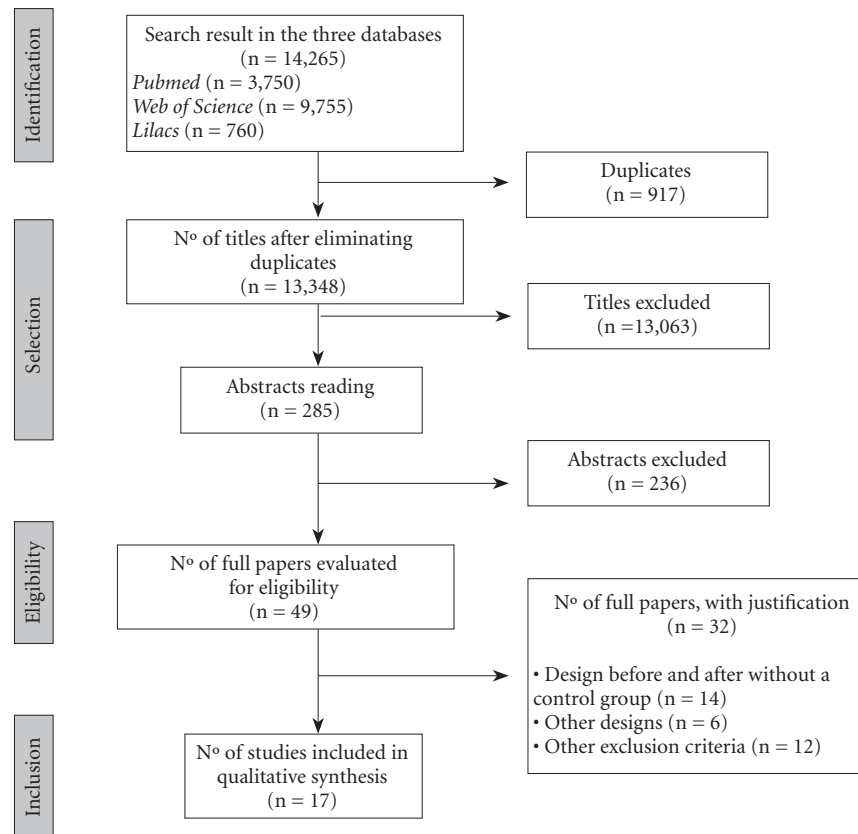 Identification
Search result in the three databases
(n = 14,265)
Pubmed (n = 3,750)
Web of Science (n = 9,755)
Lilacs (n = 760)
Duplicates
(n = 917)
Selection
Nº of titles after eliminating
duplicates
(n = 13,348)
Titles excluded
(n =13,063)
Abstracts reading
(n = 285)
Abstracts excluded
(n = 236)
Eligibility
Nº of full papers evaluated
for eligibility
(n = 49)
Nº of full papers, with justification
(n = 32)
• Design before and after without a
control group (n = 14)
• Other designs (n = 6)
• Other exclusion criteria (n = 12)
Inclusion
Nº of studies included in
qualitative synthesis
(n = 17)